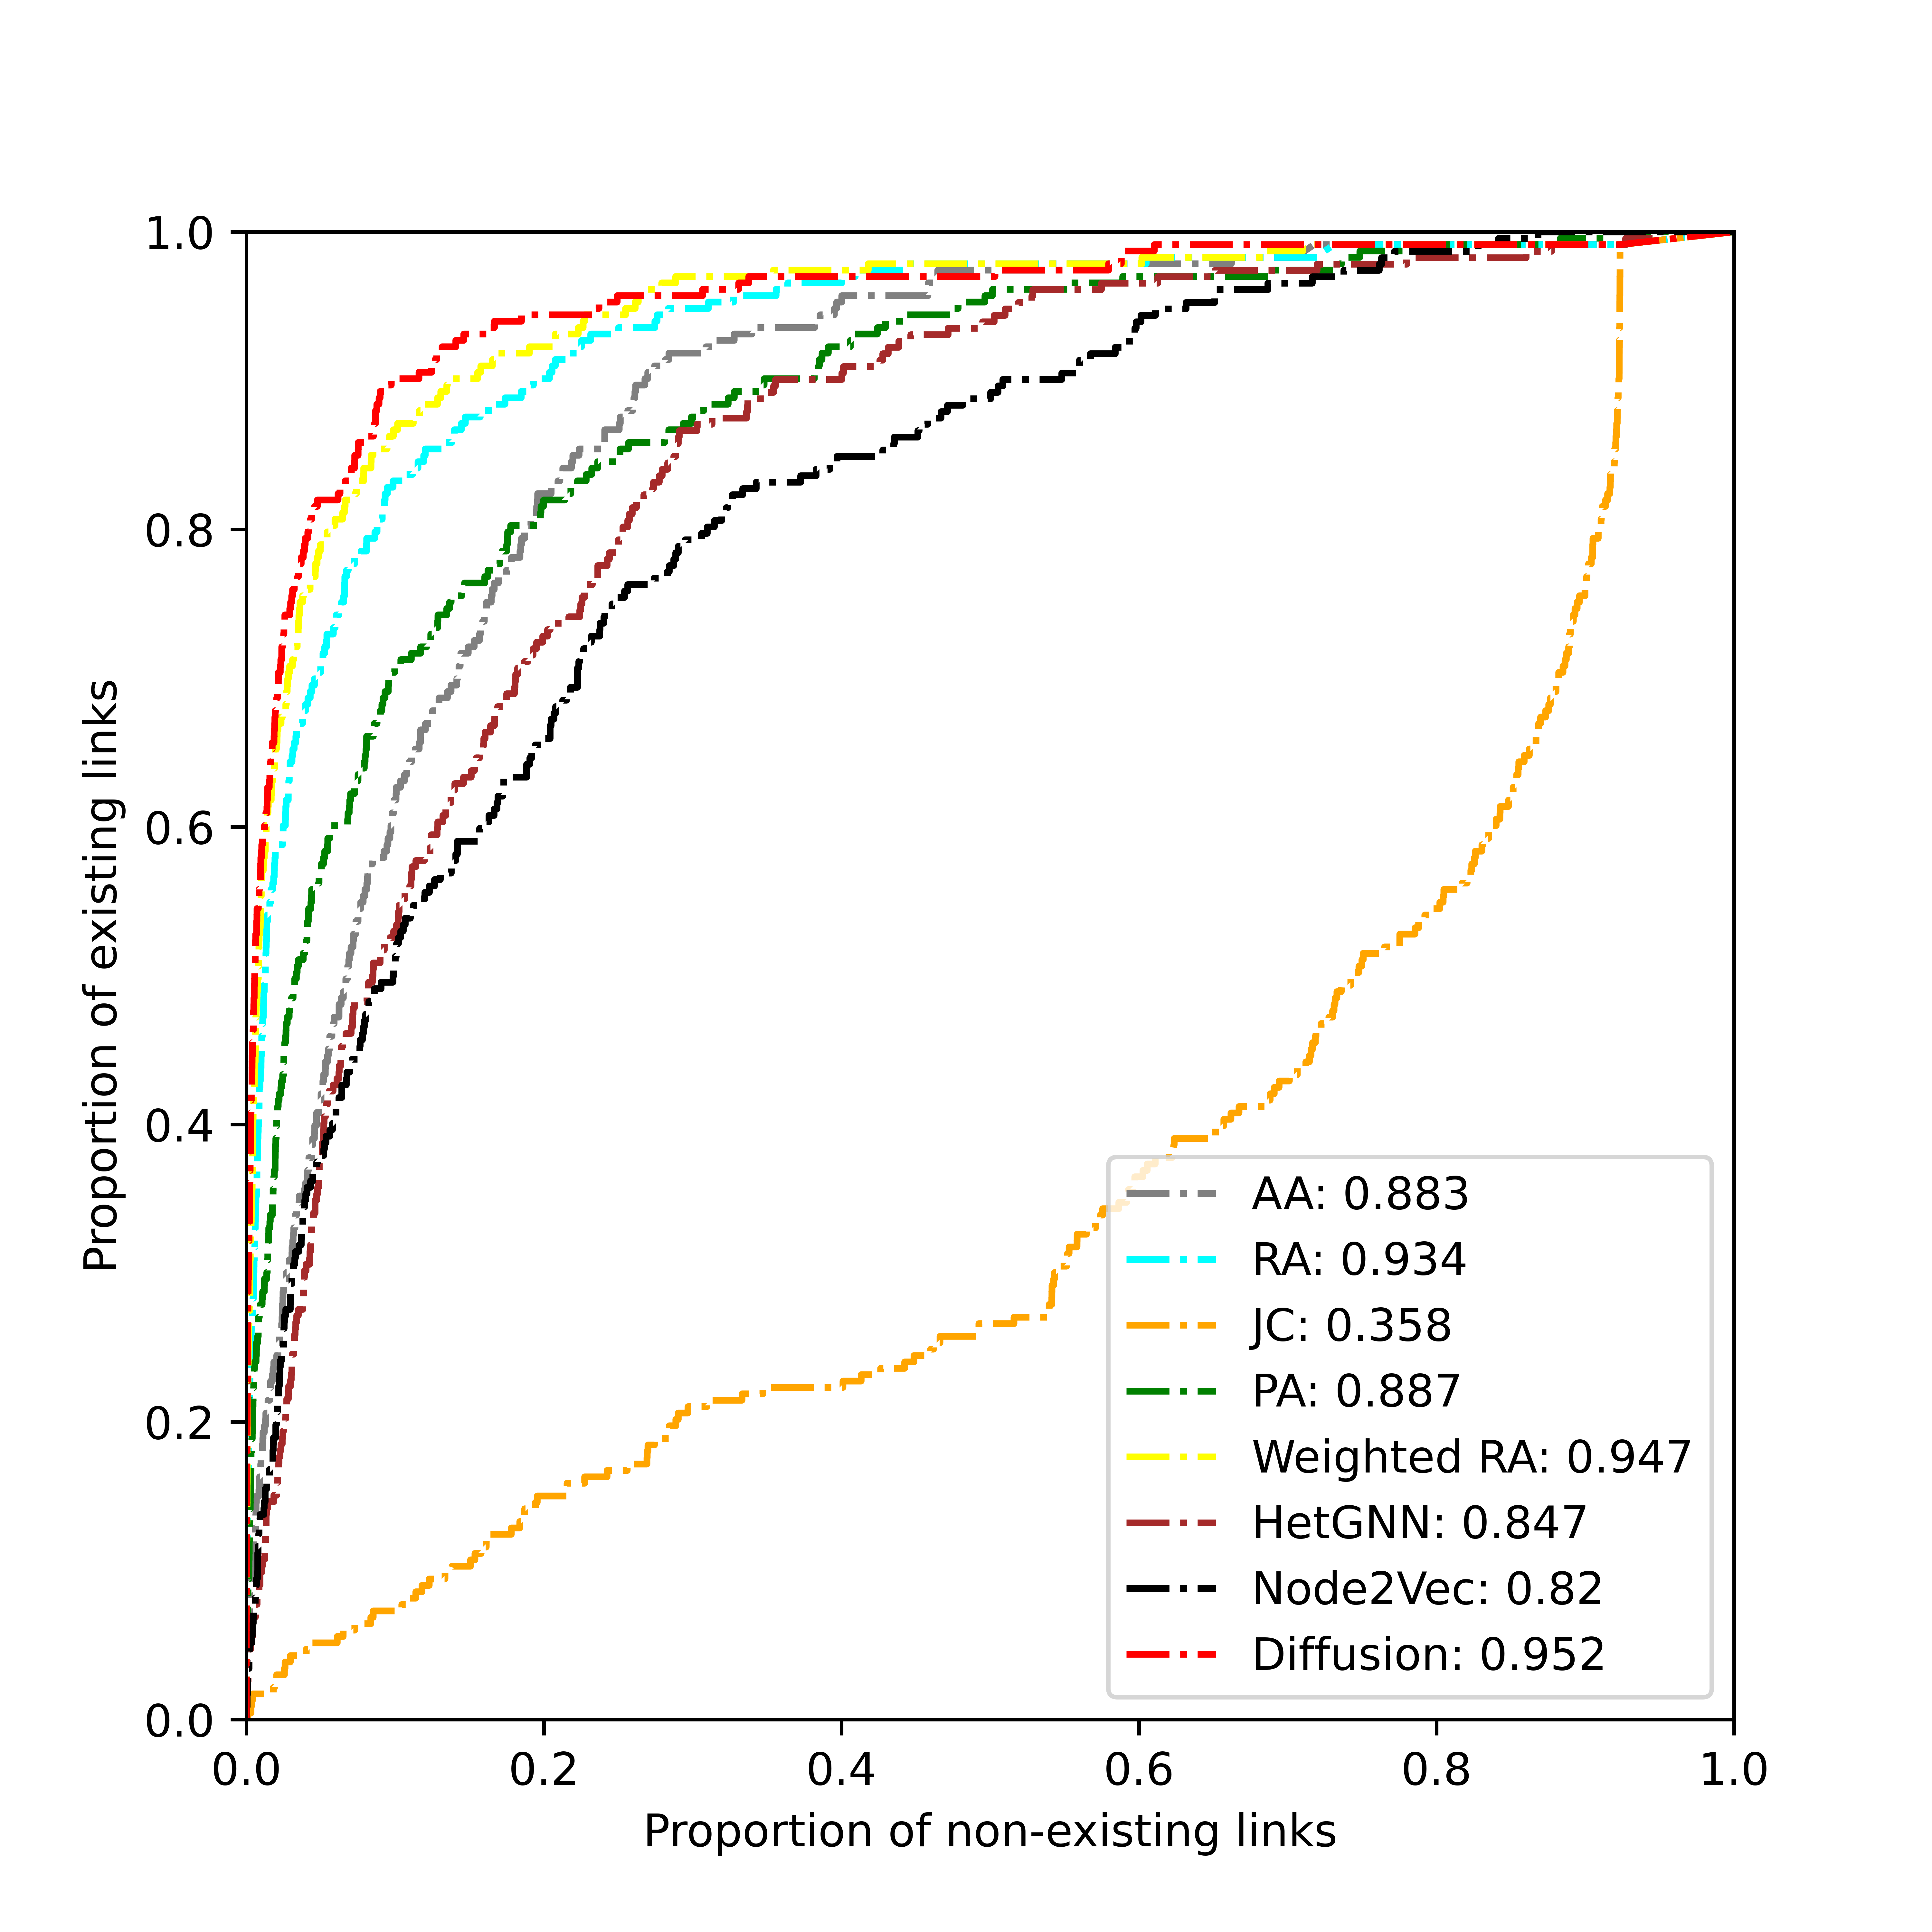 1.0
0.8
0.6
0.4
0.2
0.0
Proportion of existing links
AA: 0.883
RA: 0.934
JC: 0.358
PA: 0.887
Weighted RA: 0.947
HetGNN: 0.847
Node2Vec: 0.82
Diffusion: 0.952
0.0 0.2 0.4 0.6 0.8 1.0
Proportion of non-existing links